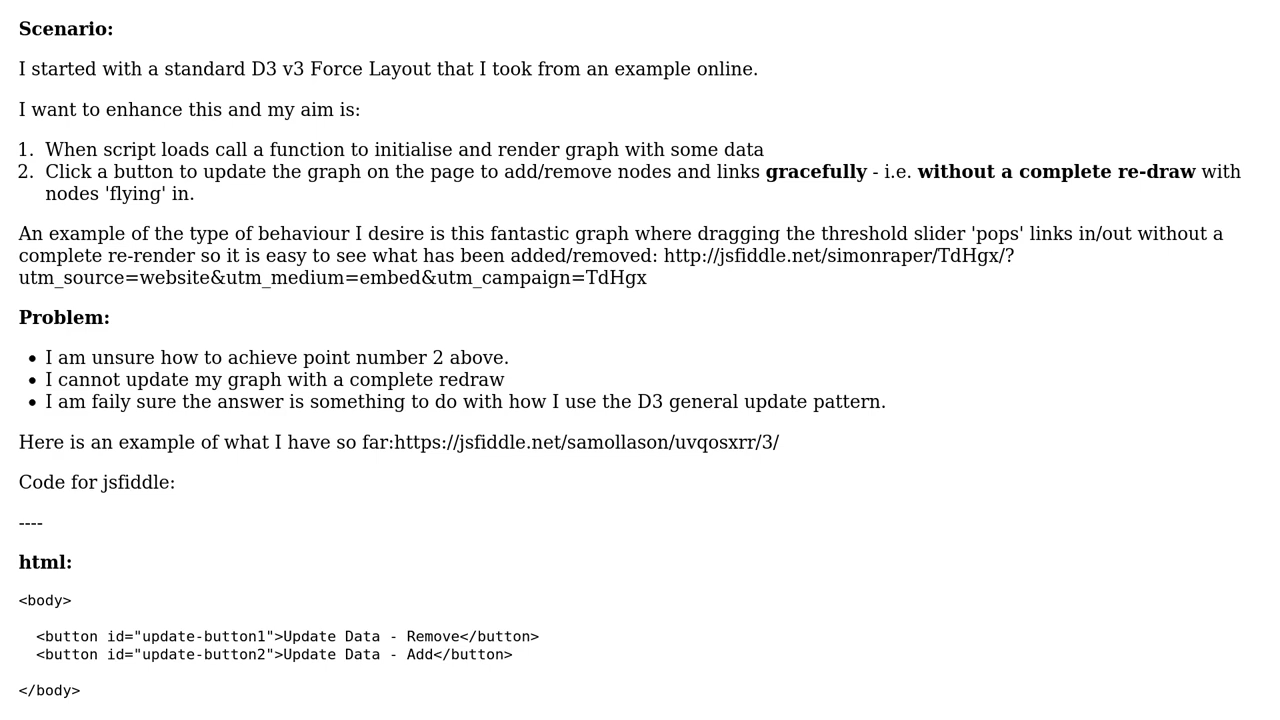 Scenario:
I started with a standard D3 v3 Force Layout that I took from an example online.
I want to enhance this and my aim is:
1. When script loads call a function to initialise and render graph with some data
2. Click a button to update the graph on the page to add/remove nodes and links gracefully - i.e. without a complete re-draw with
nodes 'flying' in.
An example of the type of behaviour I desire is this fantastic graph where dragging the threshold slider 'pops' links in/out without a
complete re-render so it is easy to see what has been added/removed: http://jsfiddle.net/simonraper/TdHgx/?
utm_source=website&utm_medium=embed&utm_campaign=TdHgx
Problem:
• I am unsure how to achieve point number 2 above.
• I cannot update my graph with a complete redraw
• I am faily sure the answer is something to do with how I use the D3 general update pattern.
Here is an example of what I have so far:https://jsfiddle.net/samollason/uvqosxrr/3/
Code for jsfiddle:
----
html:
<body>
  <button id="update-button1">Update Data - Remove</button>
  <button id="update-button2">Update Data - Add</button>
</body>